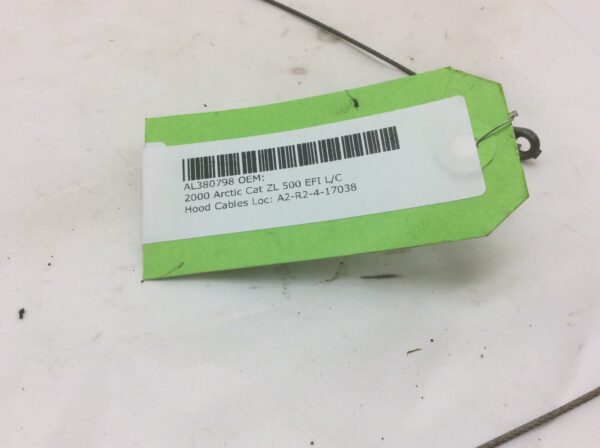 AL380798 OEM:
2000 Arctic Cat ZL 500 EFI L/C
Hood Cables Loc: A2-R2-4-17038